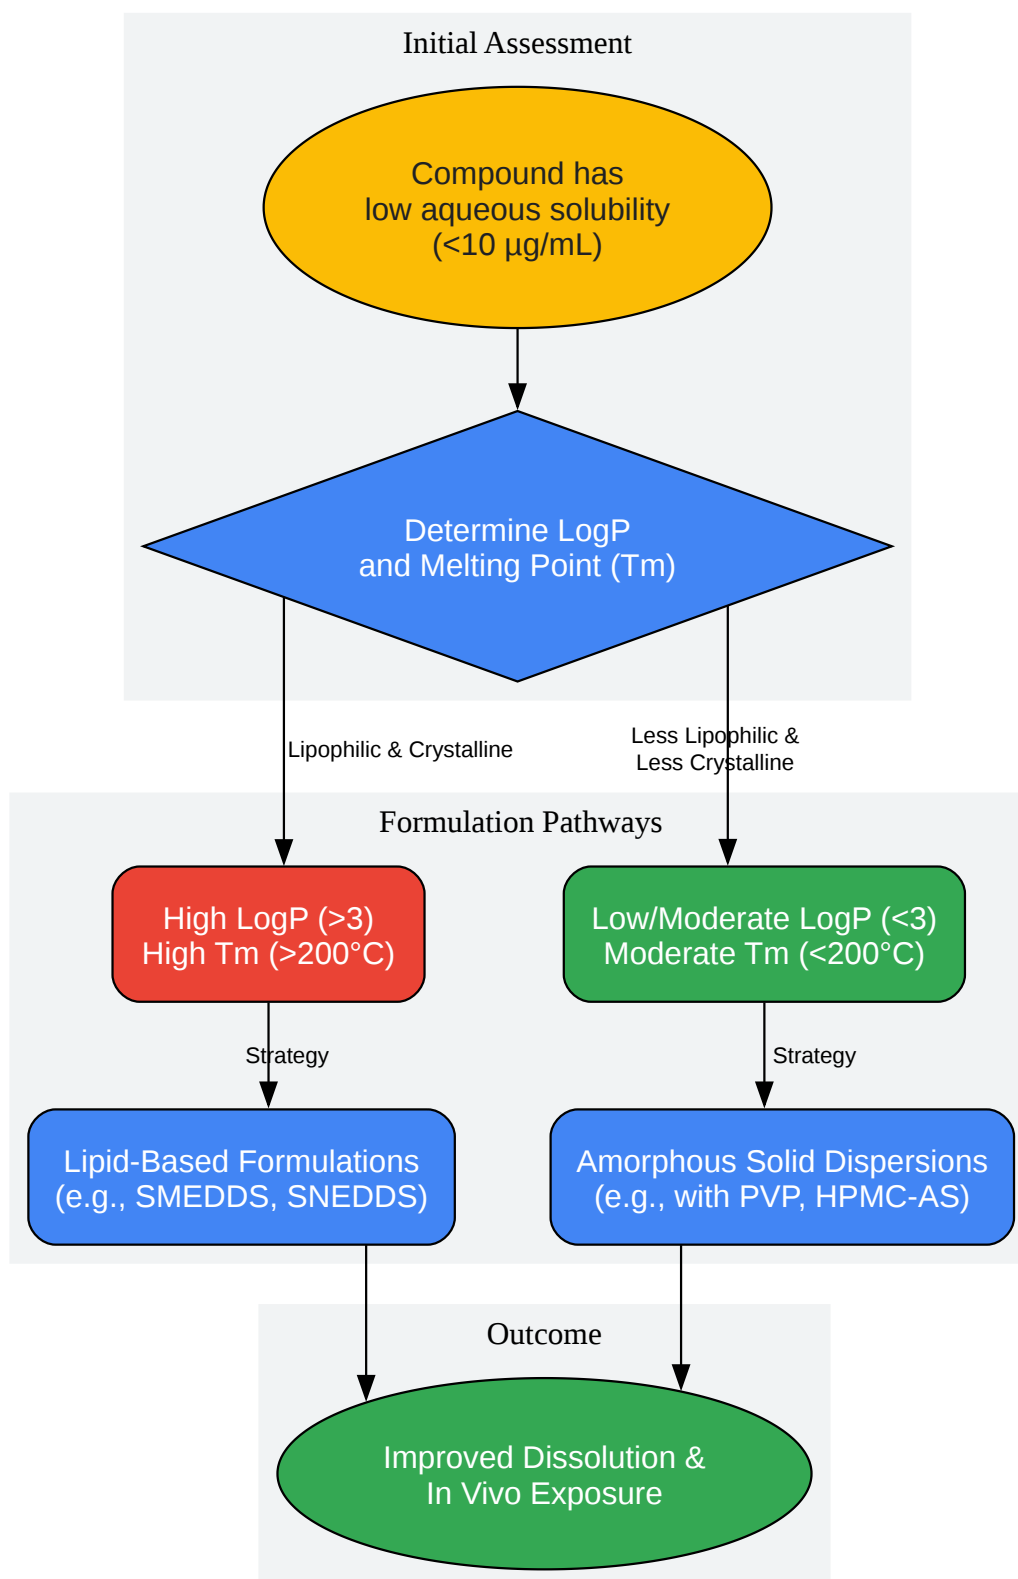 Initial Assessment
Compound has
low aqueous solubility
(<10 µg/mL)
Determine LogP
and Melting Point (Tm)
Lipophilic & Crystalline
Less Lipophilic &
Less Crystalline
Formulation Pathways
High LogP (>3)
High Tm (>200°C)
Low/Moderate LogP (<3)
Moderate Tm (<200°C)
Strategy
Strategy
Lipid-Based Formulations
(e.g., SMEDDS, SNEDDS)
Amorphous Solid Dispersions
(e.g., with PVP, HPMC-AS)
Outcome
Improved Dissolution &
In Vivo Exposure